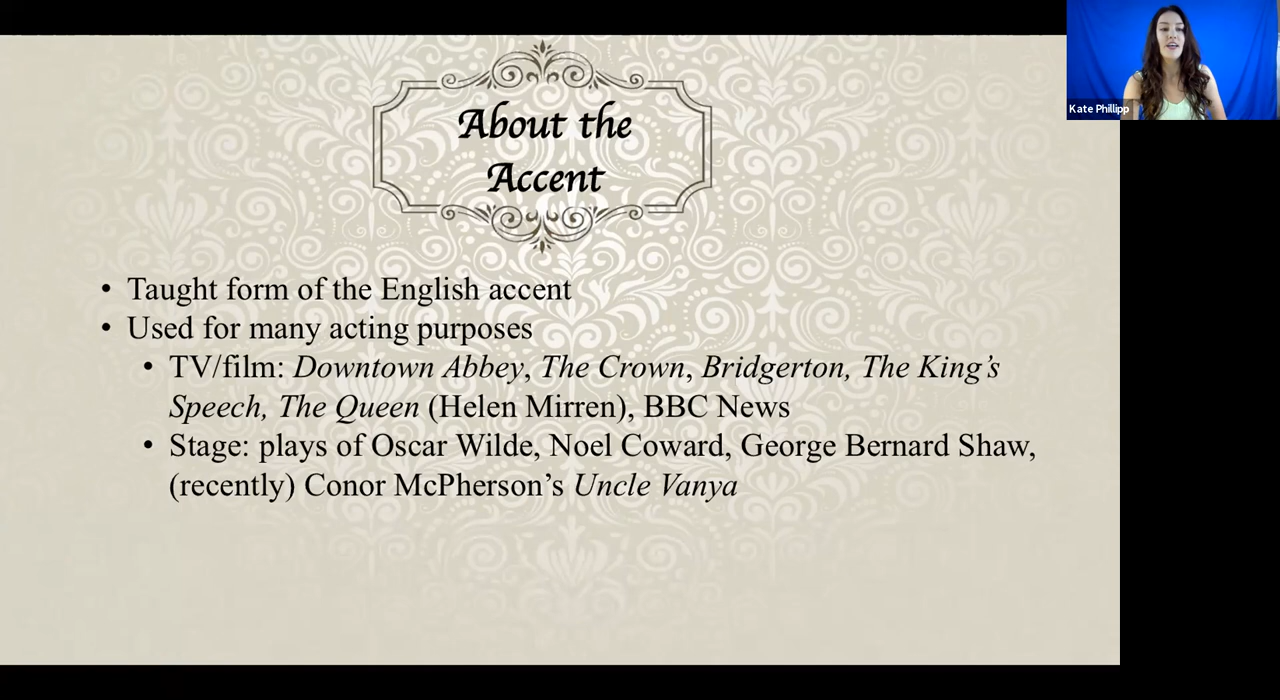 About the
Accent
• Taught form of the English accent
• Used for many acting purposes
• TV/film: Downtown Abbey, The Crown, Bridgerton, The King's
Speech, The Queen (Helen Mirren), BBC News
• Stage: plays of Oscar Wilde, Noel Coward, George Bernard Shaw,
(recently) Conor McPherson's Uncle Vanya
Kate Phillipp